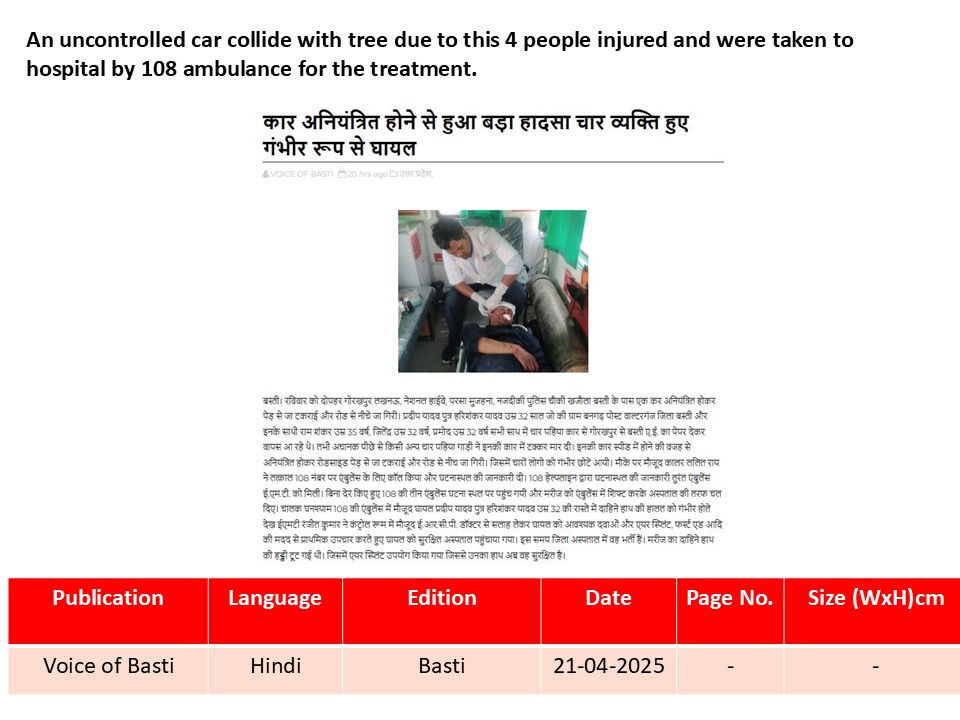 An uncontrolled car collide with tree due to this 4 people injured and were taken to
hospital by 108 ambulance for the treatment.
कार अनियंत्रित होने से हुआ बड़ा हादसा चार व्यक्ति हुए
गंभीर रूप से घायल
VOICE OF BASTI 20 hrs ago उत्तर प्रदेश,
बस्ती। रविवार को दोपहर गोरखपुर लखनऊ, नेशनल हाईवे, परसा मुजहना, नजदीकी पुलिस चौकी खजौला बस्ती के पास एक कर अनियंत्रित होकर
पेड़ से जा टकराई और रोड से नीचे जा गिरी। प्रदीप यादव पुत्र हरिशंकर यादव उम्र 32 साल जो की ग्राम बनगढ़ पोस्ट वाल्टरगंज जिला बस्ती और
इनके साथी राम शंकर उम्र 35 वर्ष, जितेंद्र उम्र 32 वर्ष, प्रमोद उम्र 32 वर्ष सभी साथ में चार पहिया कार से गोरखपुर से बस्ती ए.ई. का पेपर देकर
वापस आ रहे थे। तभी अचानक पीछे से किसी अन्य चार पहिया गाड़ी ने इनकी कार में टक्कर मार दी। इनकी कार स्पीड में होने की वजह से
अनियंत्रित होकर रोडसाइड पेड़ से जा टकराई और रोड से नीच जा गिरी। जिसमें चारों लोगो को गंभीर छोटे आयी। मौके पर मौजूद कालर ललित राय
ने तत्काल 108 नंबर पर एंबुलेंस के लिए कॉल किया और घटनास्थल की जानकारी दी। 108 हेल्पलाइन द्वारा घटनास्थल की जानकारी तुरंत एंबुलेंस
ई.एम.टी. को मिली। बिना देर किए हुए 108 की तीन एंबुलेंस घटना स्थल पर पहुंच गयी और मरीज को एंबुलेंस में शिफ्ट करके अस्पताल की तरफ चल
दिए। चालक घनश्याम 108 की एंबुलेंस में मौजूद घायल प्रदीप यादव पुत्र हरिशंकर यादव उम्र 32 की रास्ते में दाहिने हाथ की हालत को गंभीर होते
देख ईएमटी रंजीत कुमार ने कंट्रोल रूम में मौजूद ई.आर.सी.पी. डॉक्टर से सलाह लेकर घायल को आवश्यक दवाओ और एयर स्प्लिंट, फर्स्ट एड आदि
की मदद से प्राथमिक उपचार करते हुए घायल को सुरक्षित अस्पताल पहुंचाया गया। इस समय जिला अस्पताल में वह भर्ती हैं। मरीज का दाहिने हाथ
की हड्डी टूट गई थी। जिसमें एयर स्प्लिंट उपयोग किया गया जिससे उनका हाथ अब वह सुरक्षित है।
Publication Language Edition Date Page No. Size (WxH)cm
Voice of Basti Hindi Basti 21-04-2025 - -